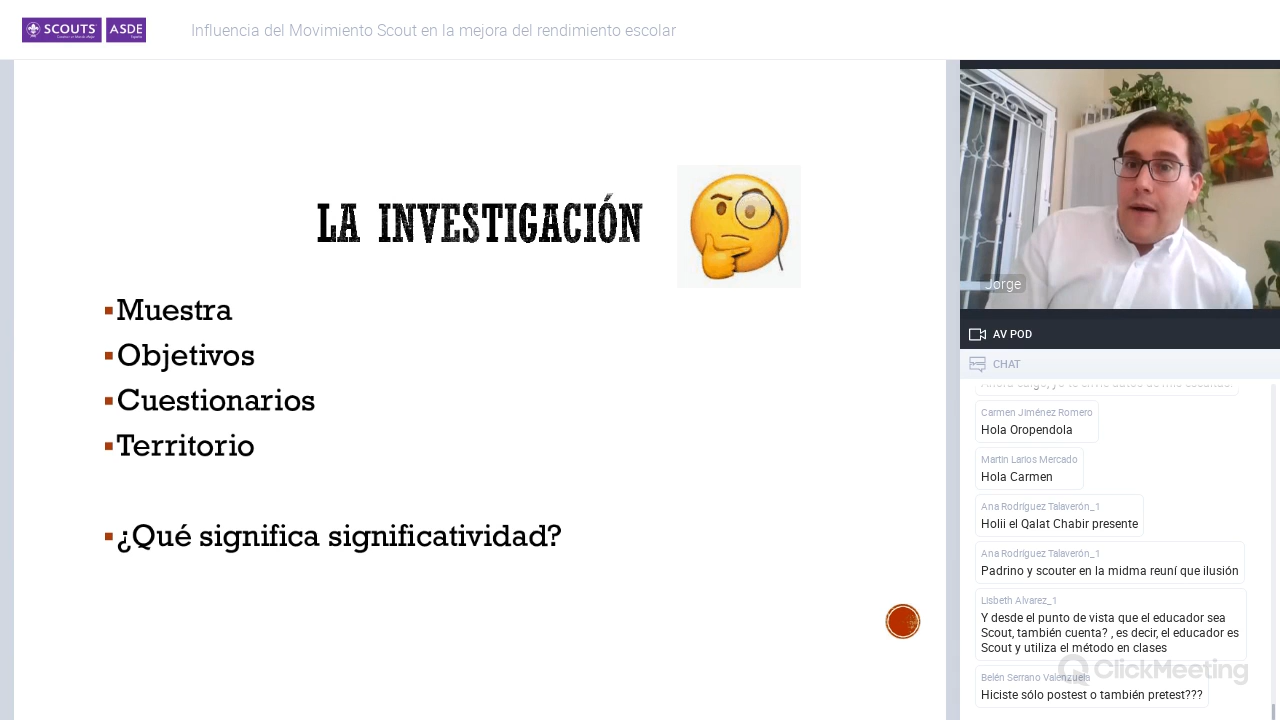 SCOUTS ASDE
Influencia del Movimiento Scout en la mejora del rendimiento escolar
LA INVESTIGACIÓN
Muestra
Objetivos
Cuestionarios
Territorio
¿Qué significa significatividad?
Jorge
AV POD
CHAT
Carmen Jiménez Romero
Hola Oropendola
Martin Larios Mercado
Hola Carmen
Ana Rodríguez Talaverón_1
Holii el Qalat Chabir presente
Ana Rodríguez Talaverón_1
Padrino y scouter en la midma reuní que ilusión
Lisbeth Alvarez_1
Y desde el punto de vista que el educador sea
Scout, también cuenta? , es decir, el educador es
Scout y utiliza el método en clases
ClickMeeting
Belén Serrano Valenzuela
Hiciste sólo postest o también pretest???